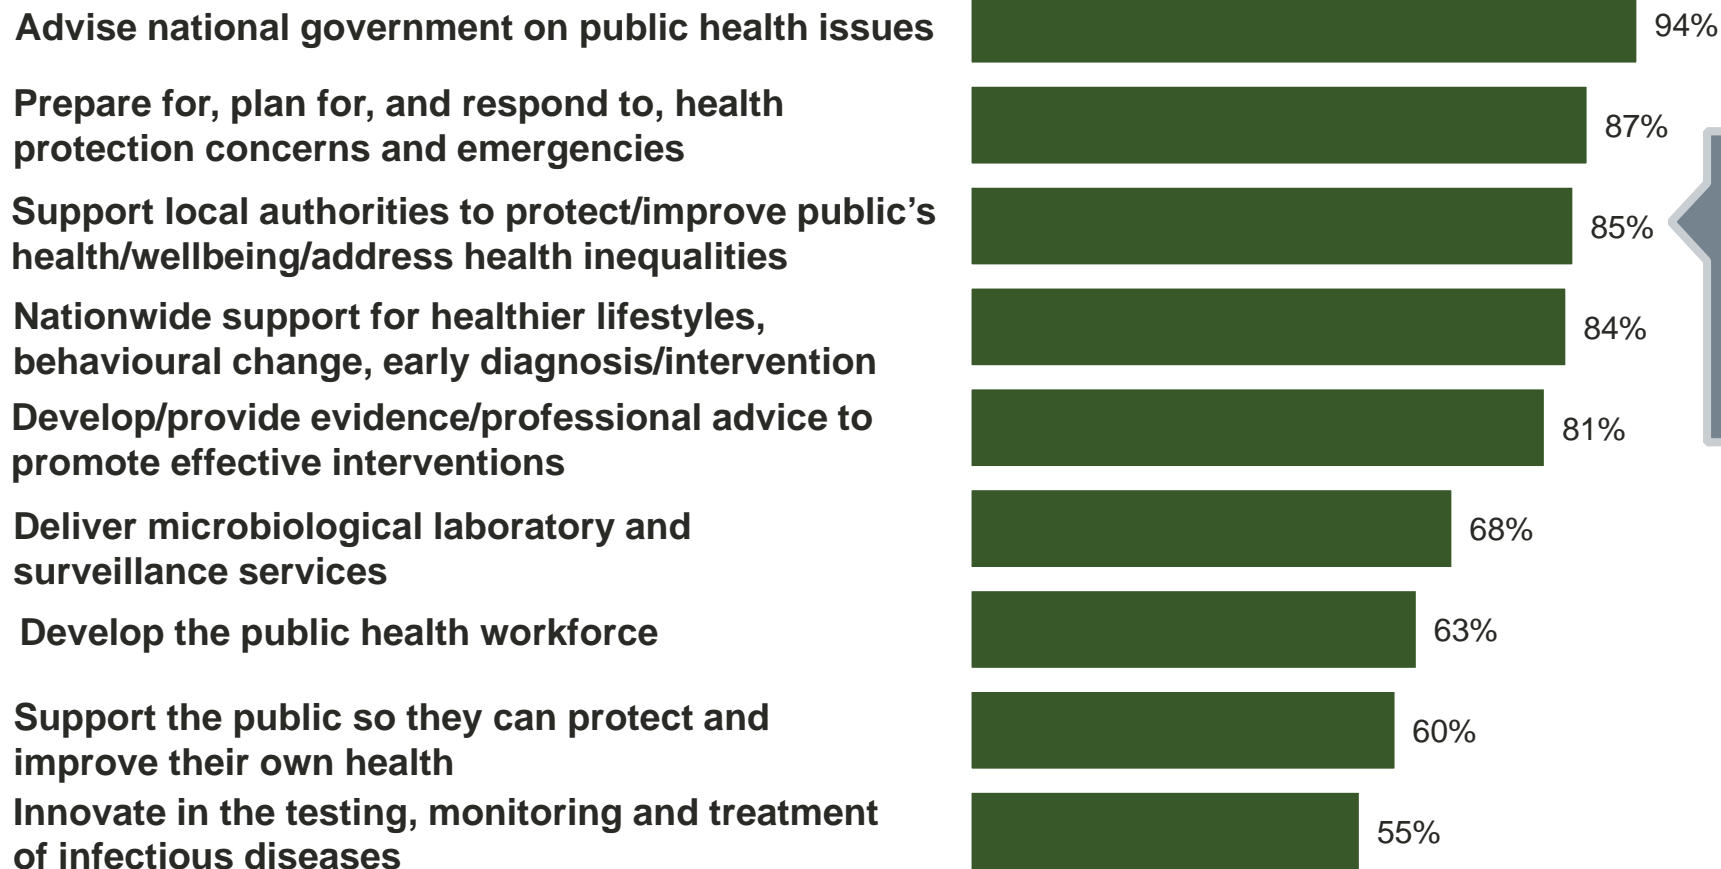 Advise national government on public health issues
94%
Prepare for, plan for, and respond to, health
protection concerns and emergencies
87%
Support local authorities to protect/improve public’s
health/wellbeing/address health inequalities
85%
Nationwide support for healthier lifestyles,
behavioural change, early diagnosis/intervention
84%
Develop/provide evidence/professional advice to
promote effective interventions
81%
Deliver microbiological laboratory and
surveillance services
68%
Develop the public health workforce
63%
Support the public so they can protect and
improve their own health
60%
Innovate in the testing, monitoring and treatment
of infectious diseases
55%